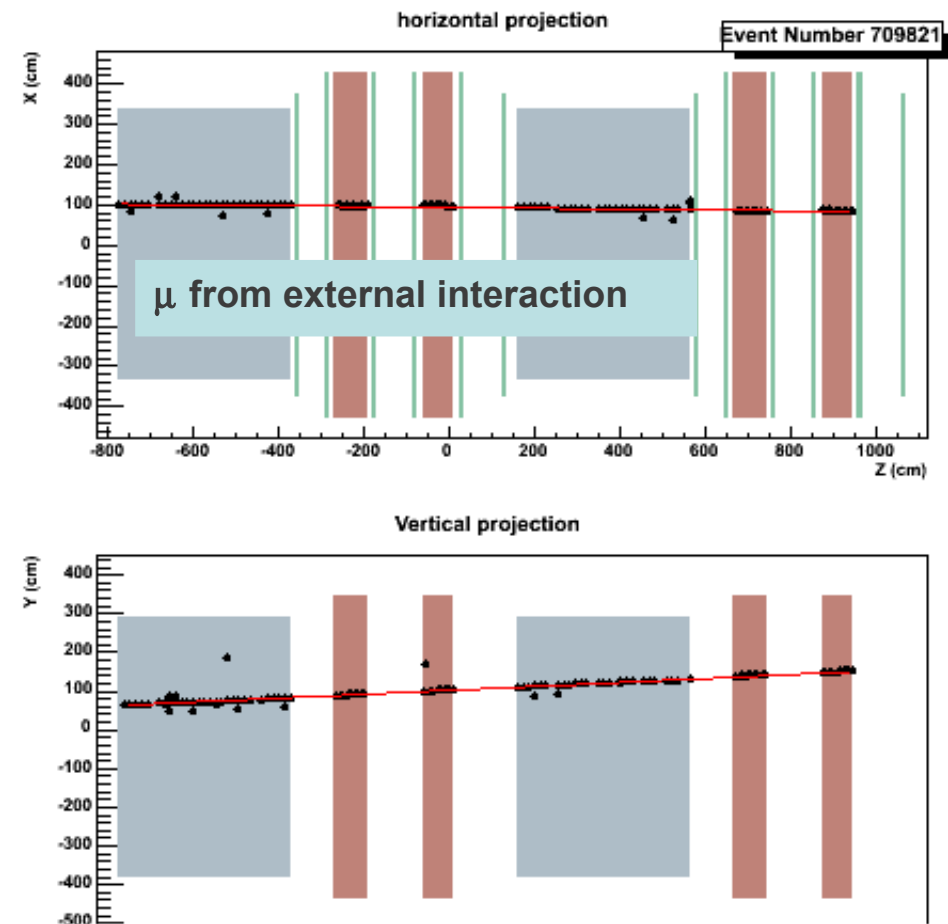 horizontal projection
Event Number 709821
X (cm)
400
300
200
100
0
-100
-200
-300
-400
μ from external interaction
-800 -600 -400 -200 0 200 400 600 800 1000
Z (cm)
Vertical projection
Y (cm)
400
300
200
100
0
-100
-200
-300
-400
-500